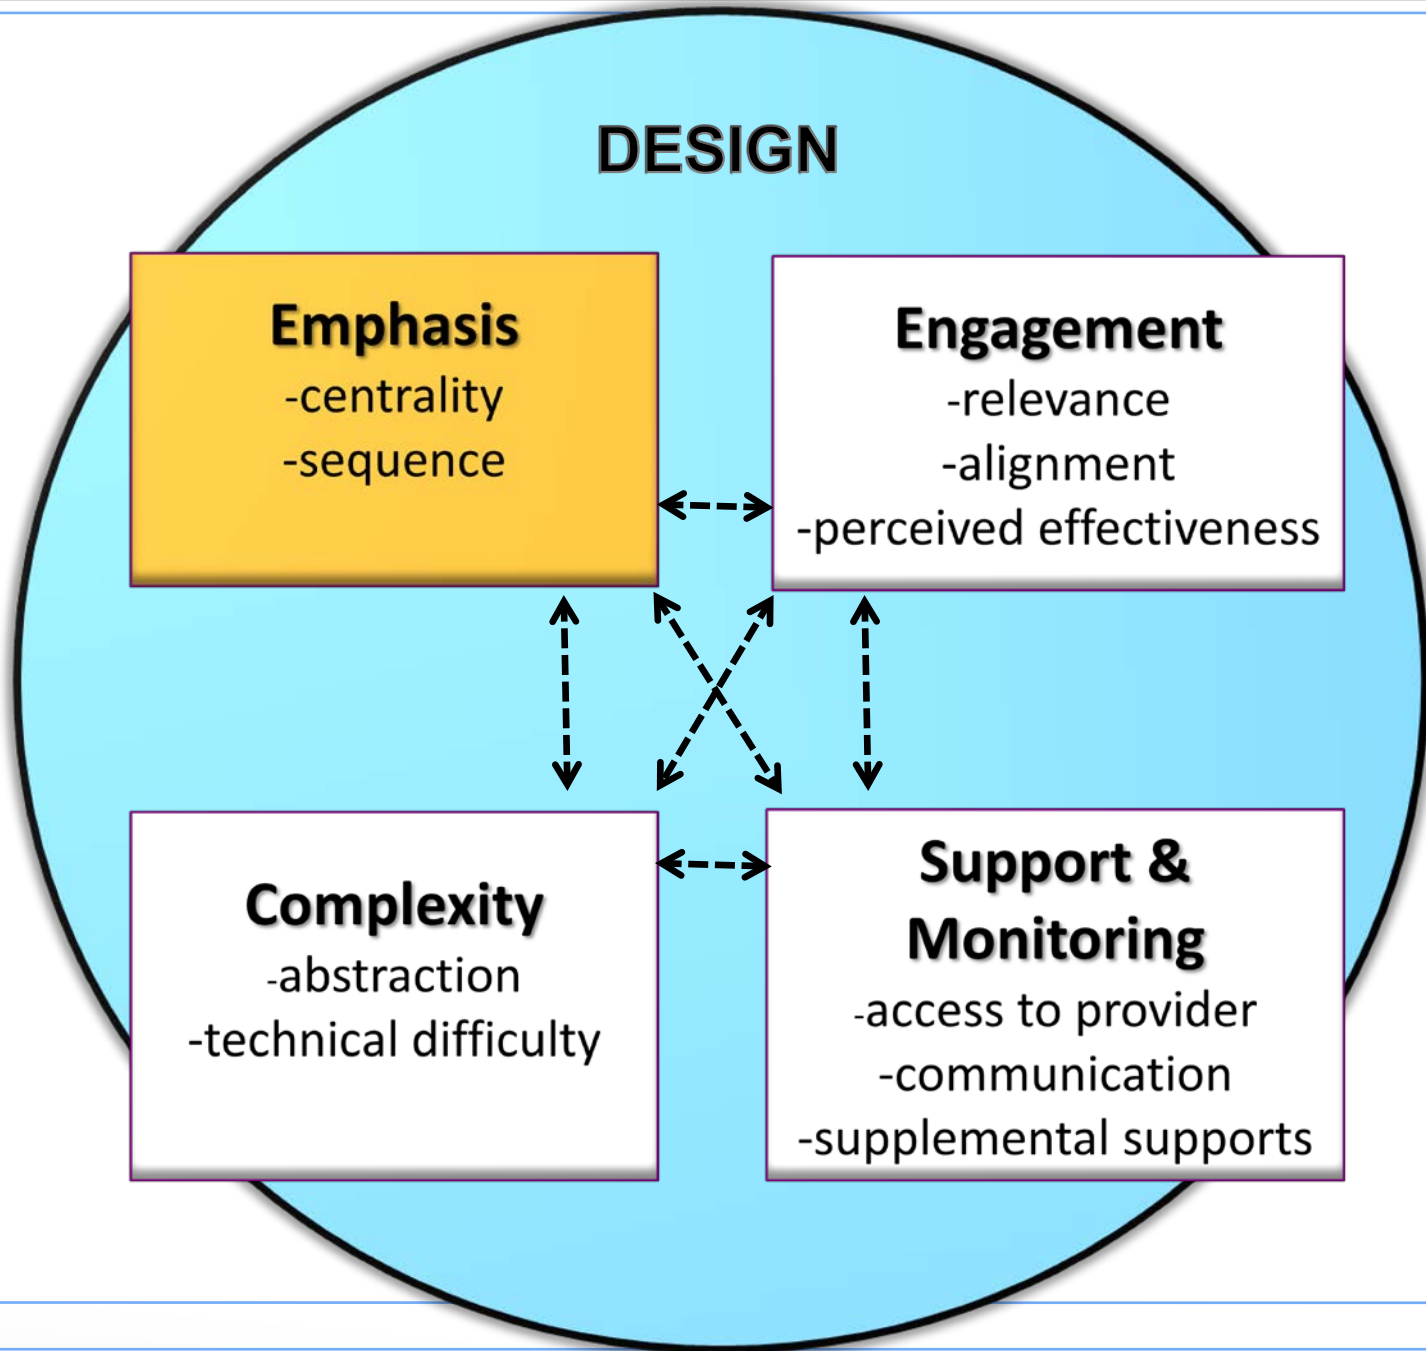 DESIGN
Emphasis
-centrality
-sequence
Engagement
-relevance
-alignment
-perceived effectiveness
Complexity
-abstraction
-technical difficulty
Support &
Monitoring
-access to provider
-communication
-supplemental supports